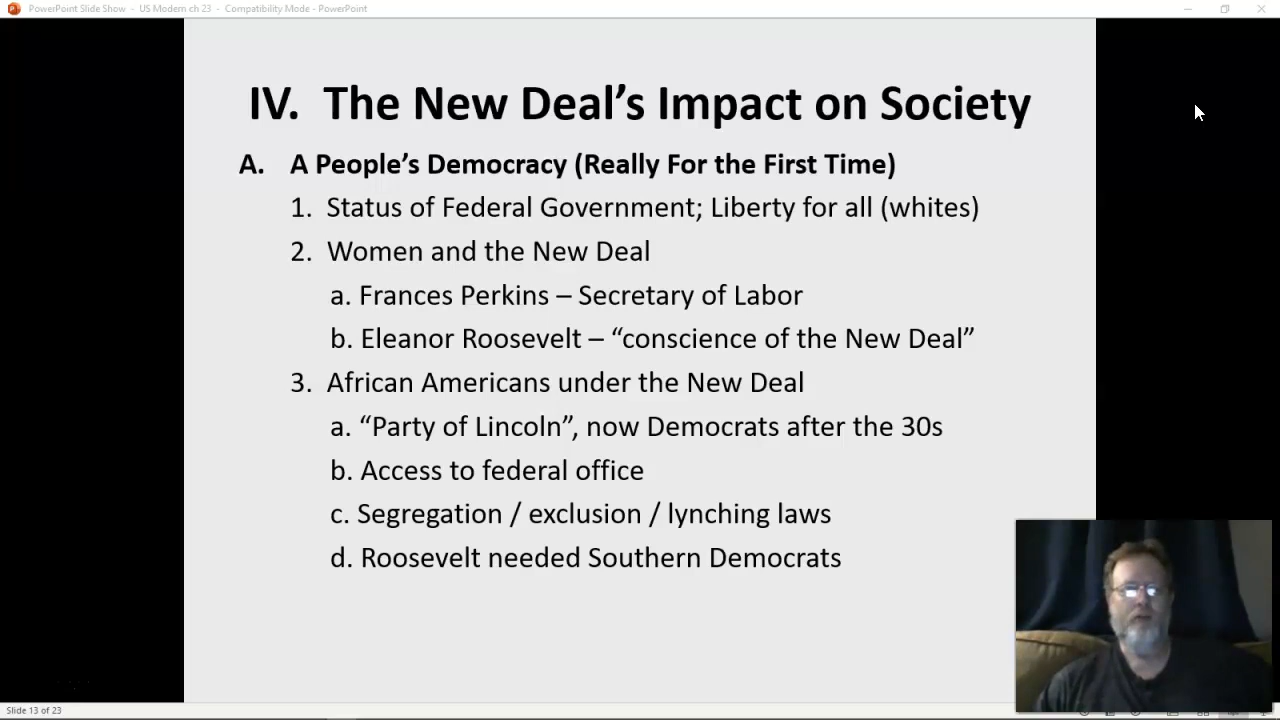 PowerPoint Slide Show - US Modern ch 23 - Compatibility Mode - PowerPoint
IV. The New Deal’s Impact on Society
A. A People’s Democracy (Really For the First Time)
1. Status of Federal Government; Liberty for all (whites)
2. Women and the New Deal
a. Frances Perkins – Secretary of Labor
b. Eleanor Roosevelt – “conscience of the New Deal”
3. African Americans under the New Deal
a. “Party of Lincoln”, now Democrats after the 30s
b. Access to federal office
c. Segregation / exclusion / lynching laws
d. Roosevelt needed Southern Democrats
Slide 13 of 23